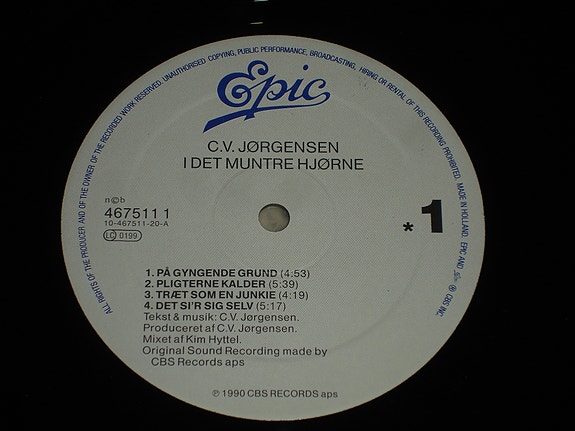 ALL RIGHTS OF THE PRODUCER AND OF THE OWNER OF THE RECORDED WORK RESERVED. UNAUTHORISED COPYING, PUBLIC PERFORMANCE, BROADCASTING, HIRING OR RENTAL OF THIS RECORDING PROHIBITED. MADE IN HOLLAND. EPIC AND ® CBS INC.
Epic
C.V. JØRGENSEN
I DET MUNTRE HJØRNE
n©b
467511 1
10-467511-20-A
LC 0199
* 1
1. PÅ GYNGENDE GRUND (4:53)
2. PLIGTERNE KALDER (5:39)
3. TRÆT SOM EN JUNKIE (4:19)
4. DET SI'R SIG SELV (5:17)
Tekst & musik: C.V. Jørgensen.
Produceret af C.V. Jørgensen.
Mixet af Kim Hyttel.
Original Sound Recording made by
CBS Records aps
℗ 1990 CBS RECORDS aps